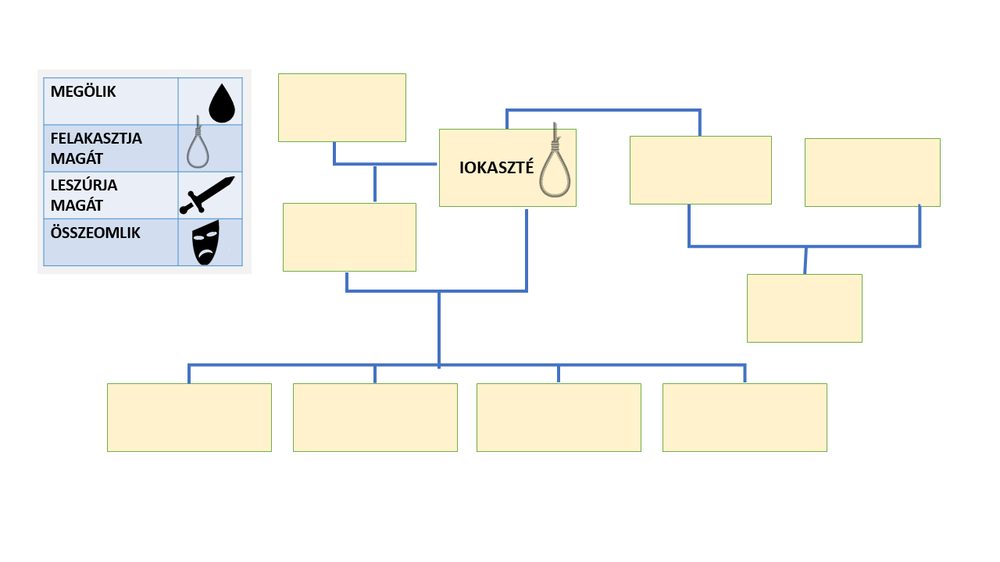 MEGÖLIK
FELAKASZTJA
MAGÁT
LESZÚRJA
MAGÁT
ÖSSZEOMLIK
IOKASZTÉ